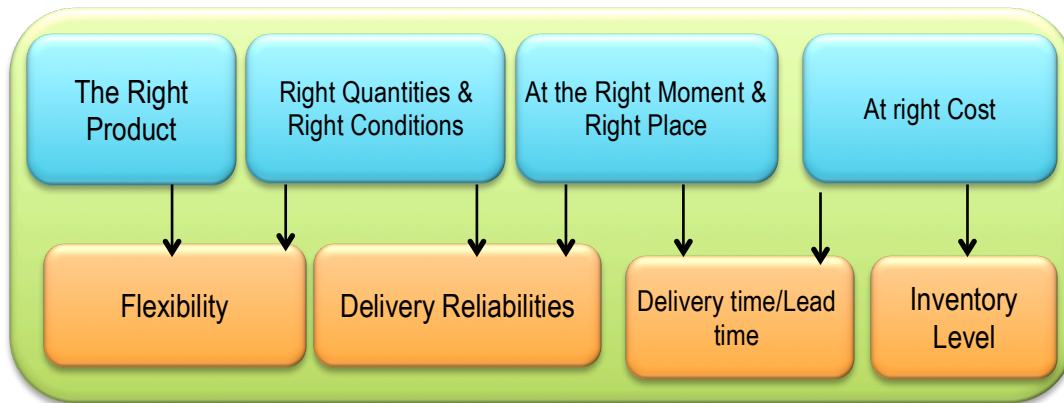 The Right
Product
Right Quantities &
Right Conditions
At the Right Moment &
Right Place
At right Cost
Flexibility
Delivery Reliabilities
Delivery time/Lead
time
Inventory
Level